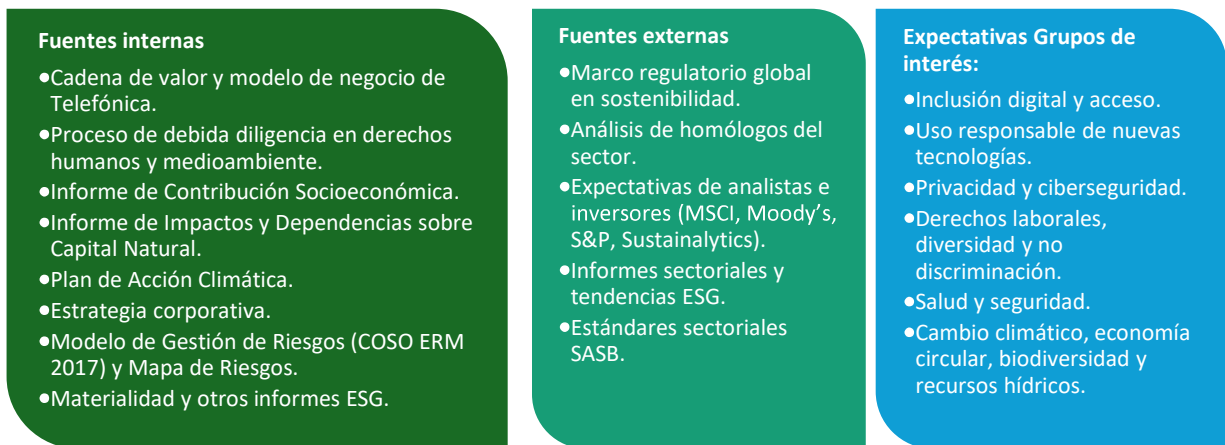 Fuentes internas
●Cadena de valor y modelo de negocio de
Telefónica.
●Proceso de debida diligencia en derechos
humanos y medioambiente.
●Informe de Contribución Socioeconómica.
●Informe de Impactos y Dependencias sobre
Capital Natural.
●Plan de Acción Climática.
●Estrategia corporativa.
●Modelo de Gestión de Riesgos (COSO ERM
2017) y Mapa de Riesgos.
●Materialidad y otros informes ESG.
Fuentes externas
●Marco regulatorio global
en sostenibilidad.
●Análisis de homólogos del
sector.
●Expectativas de analistas e
inversores (MSCI, Moody’s,
S&P, Sustainalytics).
●Informes sectoriales y
tendencias ESG.
●Estándares sectoriales
SASB.
Expectativas Grupos de
interés:
●Inclusión digital y acceso.
●Uso responsable de nuevas
tecnologías.
●Privacidad y ciberseguridad.
●Derechos laborales,
diversidad y no
discriminación.
●Salud y seguridad.
●Cambio climático, economía
circular, biodiversidad y
recursos hídricos.